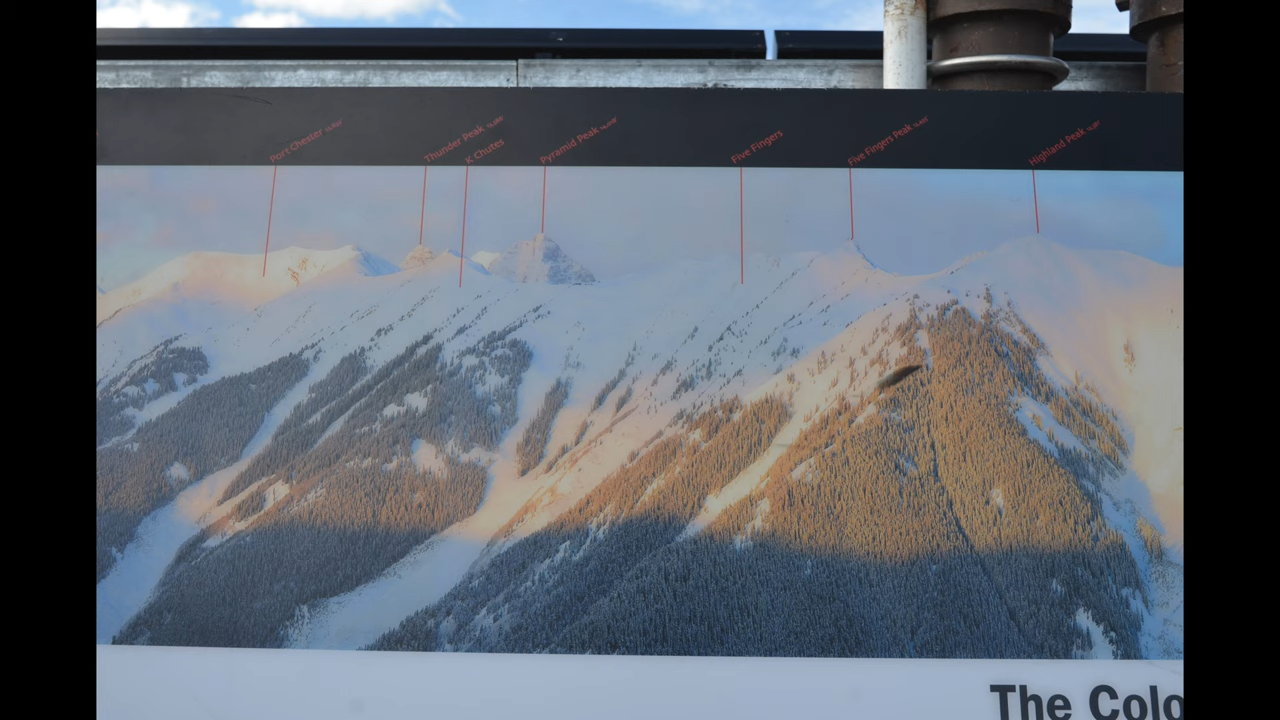 Port Chester
Thunder Peak
K Chutes
Pyramid Peak
Five Fingers
Five Fingers Peak
Highland Peak
The Colo